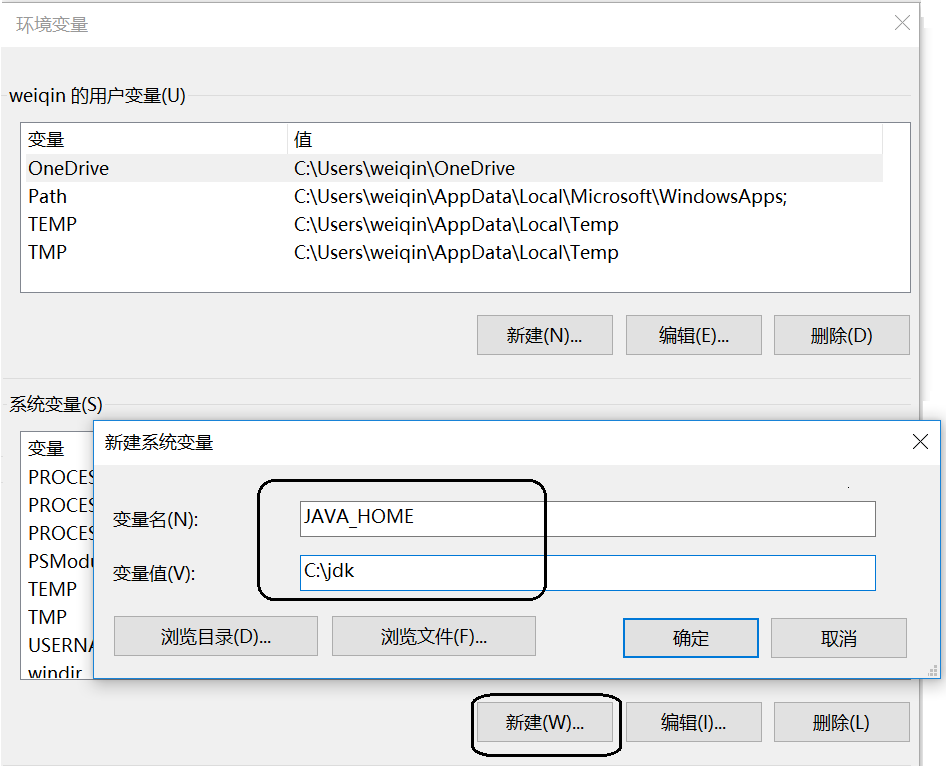 环境变量
weiqin 的用户变量(U)
变量 值
OneDrive C:\Users\weiqin\OneDrive
Path C:\Users\weiqin\AppData\Local\Microsoft\WindowsApps;
TEMP C:\Users\weiqin\AppData\Local\Temp
TMP C:\Users\weiqin\AppData\Local\Temp
新建(N)... 编辑(E)... 删除(D)
系统变量(S)
变量
PROCES
PROCES
PROCES
PSModu
TEMP
TMP
USERNA
windir
新建系统变量
变量名(N): JAVA_HOME
变量值(V): C:\jdk
浏览目录(D)... 浏览文件(F)... 确定 取消
新建(W)... 编辑(I)... 删除(L)